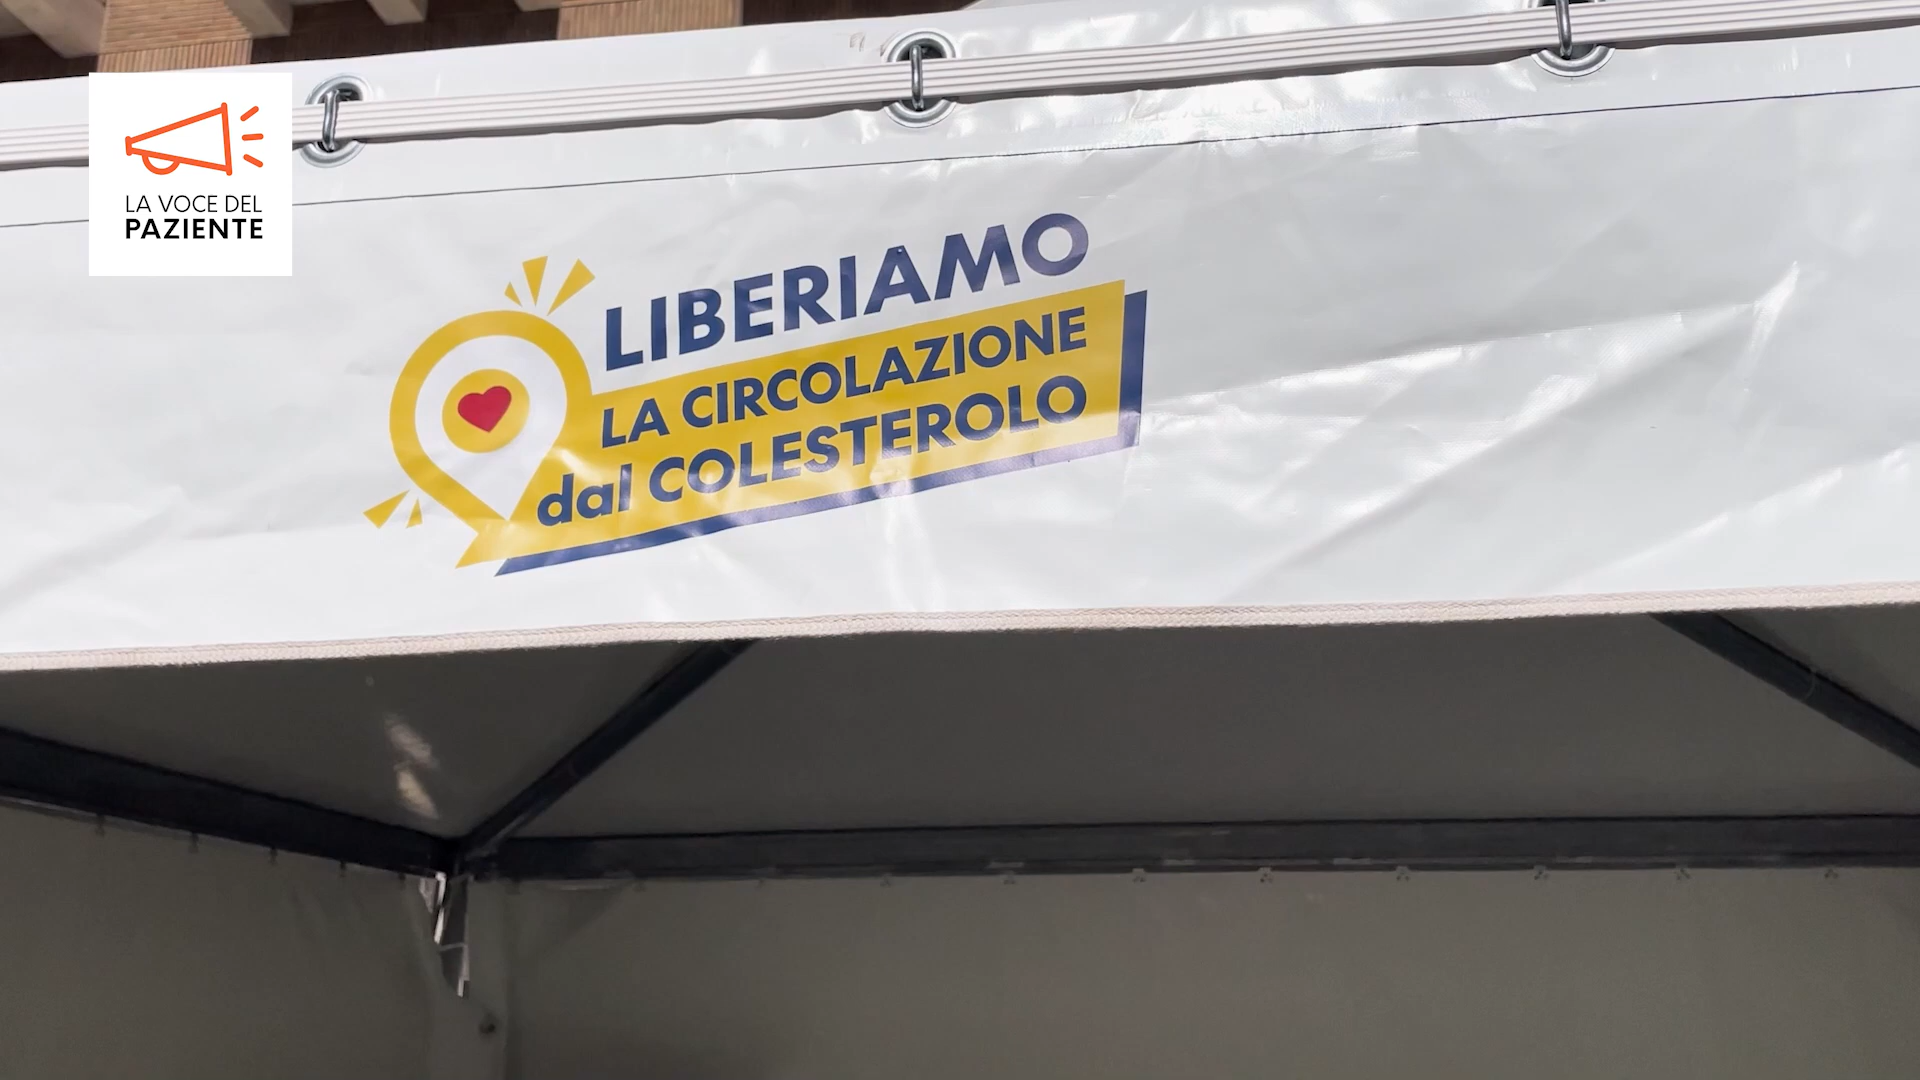 LA VOCE DEL
PAZIENTE
LIBERIAMO
LA CIRCOLAZIONE
dal COLESTEROLO